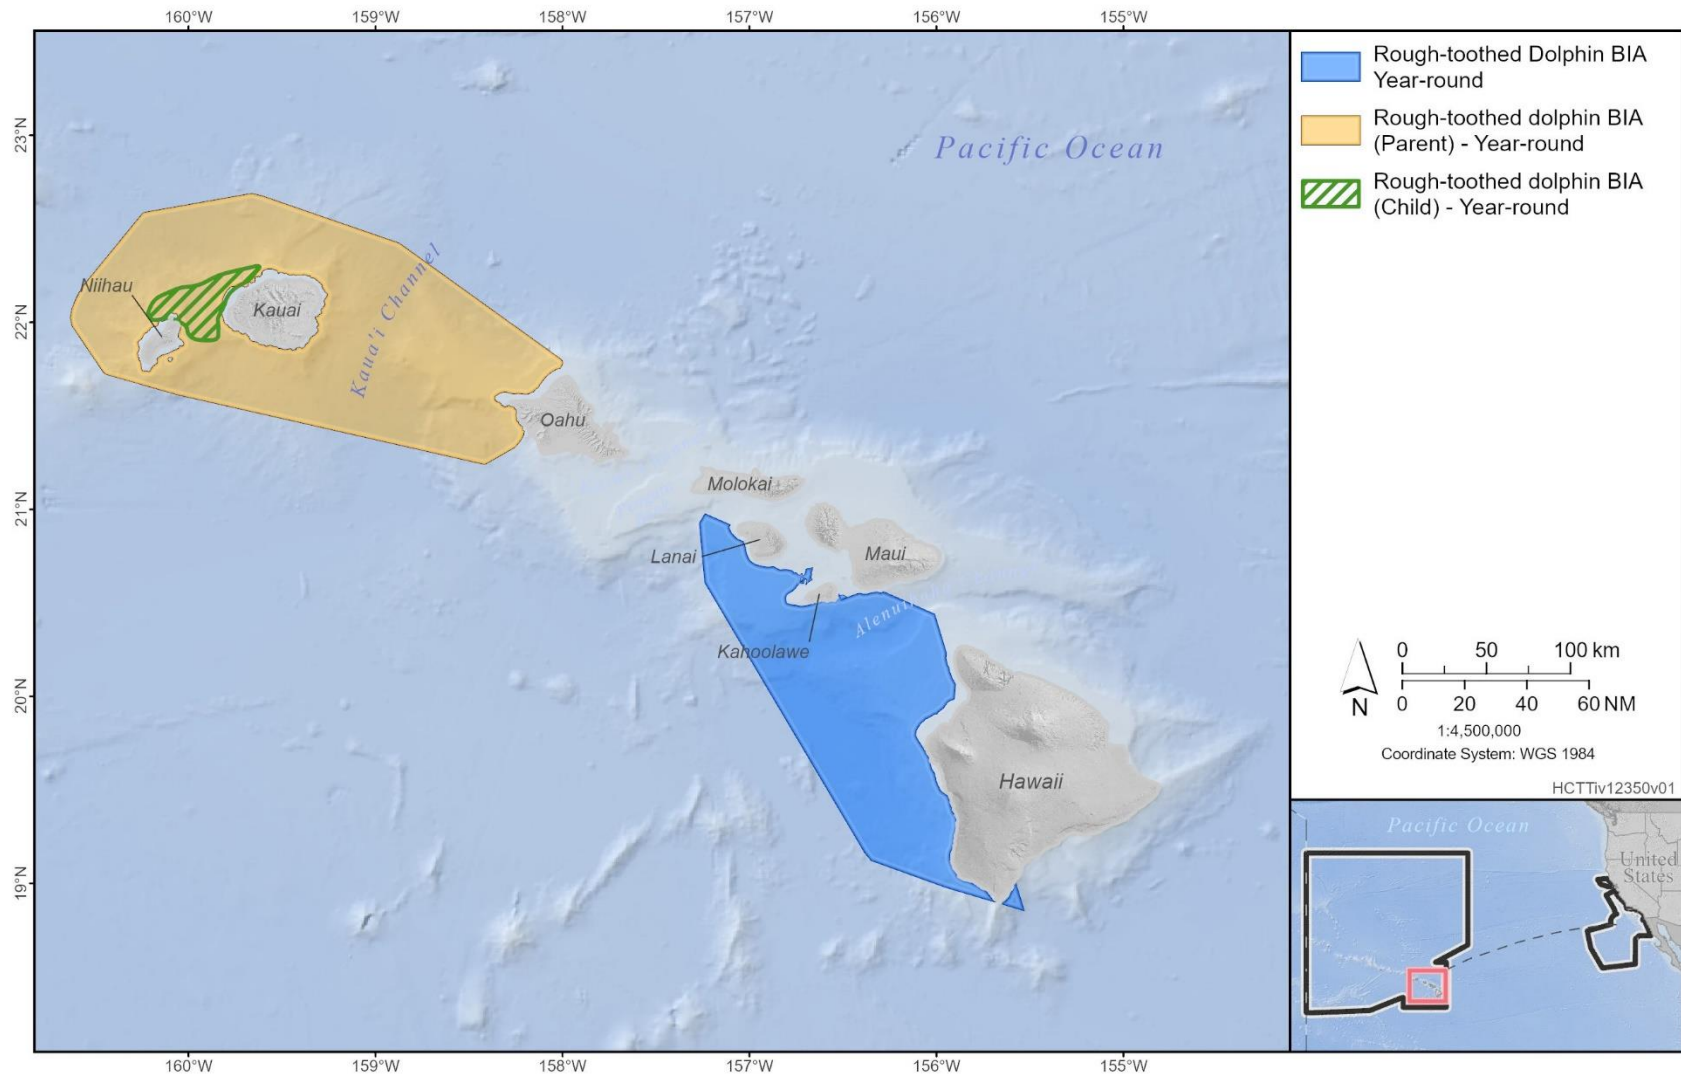 160°W 159°W 158°W 157°W 156°W 155°W
23°N
22°N
21°N
20°N
19°N
Pacific Ocean
Niihau
Kauai
Kaua'i Channel
Oahu
Molokai
Lanai
Maui
Kahoolawe
Hawaii
160°W 159°W 158°W 157°W 156°W 155°W
Rough-toothed Dolphin BIA
Year-round
Rough-toothed dolphin BIA
(Parent) - Year-round
Rough-toothed dolphin BIA
(Child) - Year-round
N
0 50 100 km
0 20 40 60 NM
1:4,500,000
Coordinate System: WGS 1984
HCTTiv12350v01
Pacific Ocean
United
States